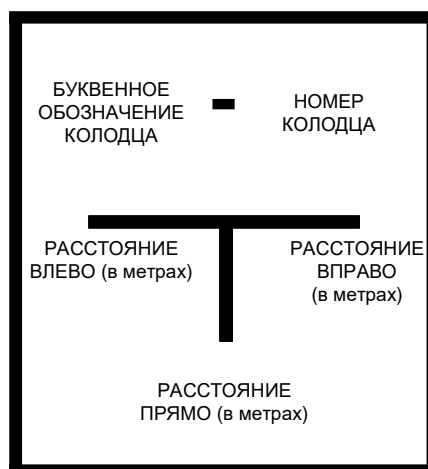 БУКВЕННОЕ
ОБОЗНАЧЕНИЕ
КОЛОДЦА
-
НОМЕР
КОЛОДЦА
РАССТОЯНИЕ
ВЛЕВО (в метрах)
РАССТОЯНИЕ
ВПРАВО
(в метрах)
РАССТОЯНИЕ
ПРЯМО (в метрах)